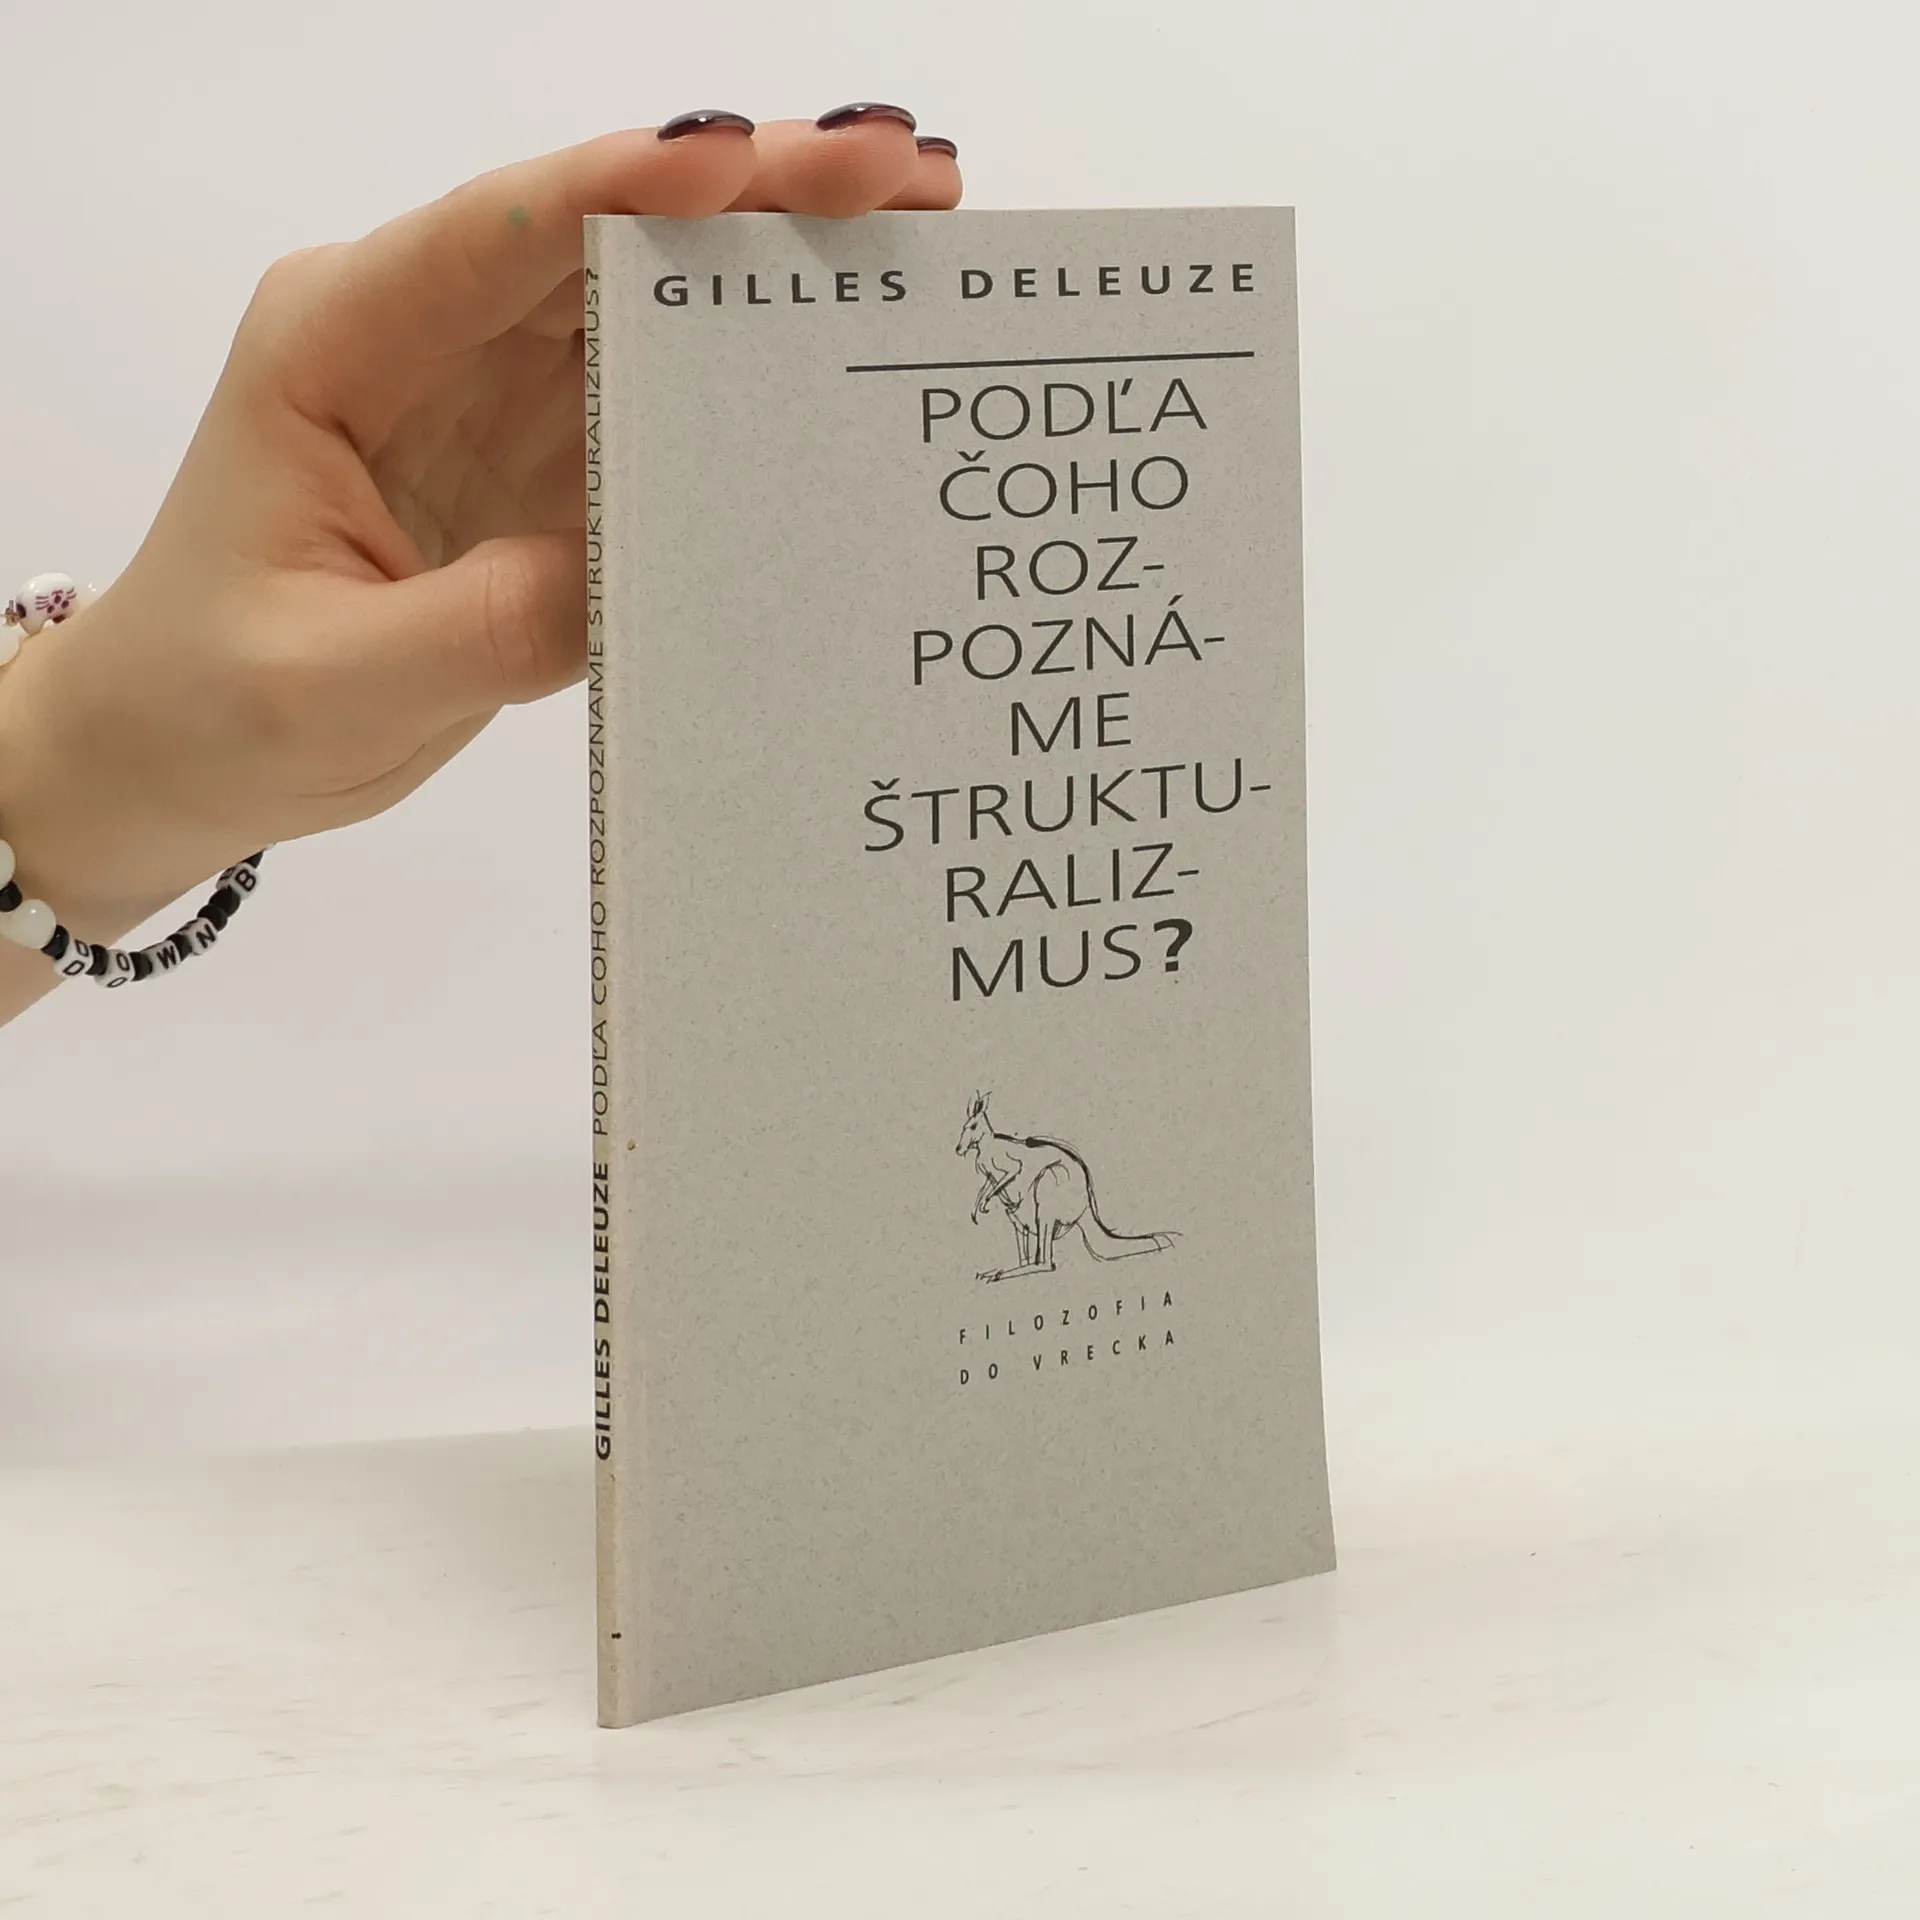 GILLES DELEUZE
PODĽA
ČOHO
ROZ-
POZNÁ-
ME
ŠTRUKTU-
RALIZ-
MUS?
FILOZOFIA
DO VRECKA
GILLES DELEUZE PODĽA ČOHO ROZPOZNÁME ŠTRUKTURALIZMUS?
DOWN B